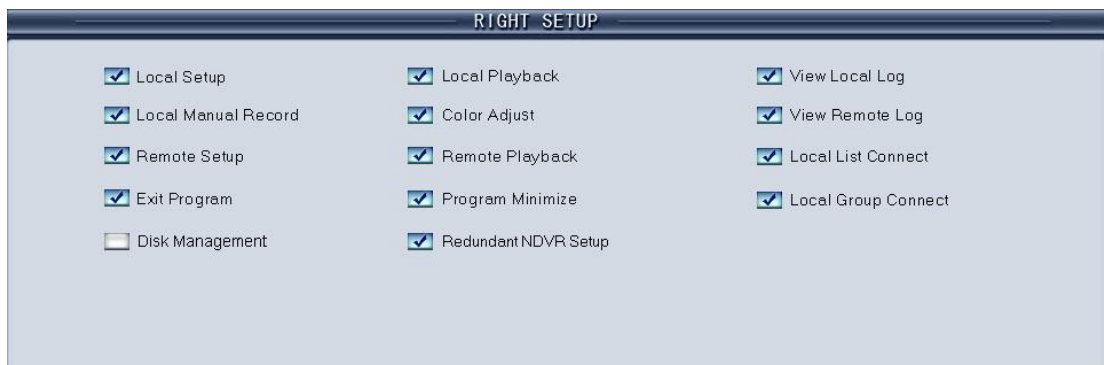 RIGHT SETUP
Local Setup Local Playback View Local Log
Local Manual Record Color Adjust View Remote Log
Remote Setup Remote Playback Local List Connect
Exit Program Program Minimize Local Group Connect
Disk Management Redundant NDVR Setup